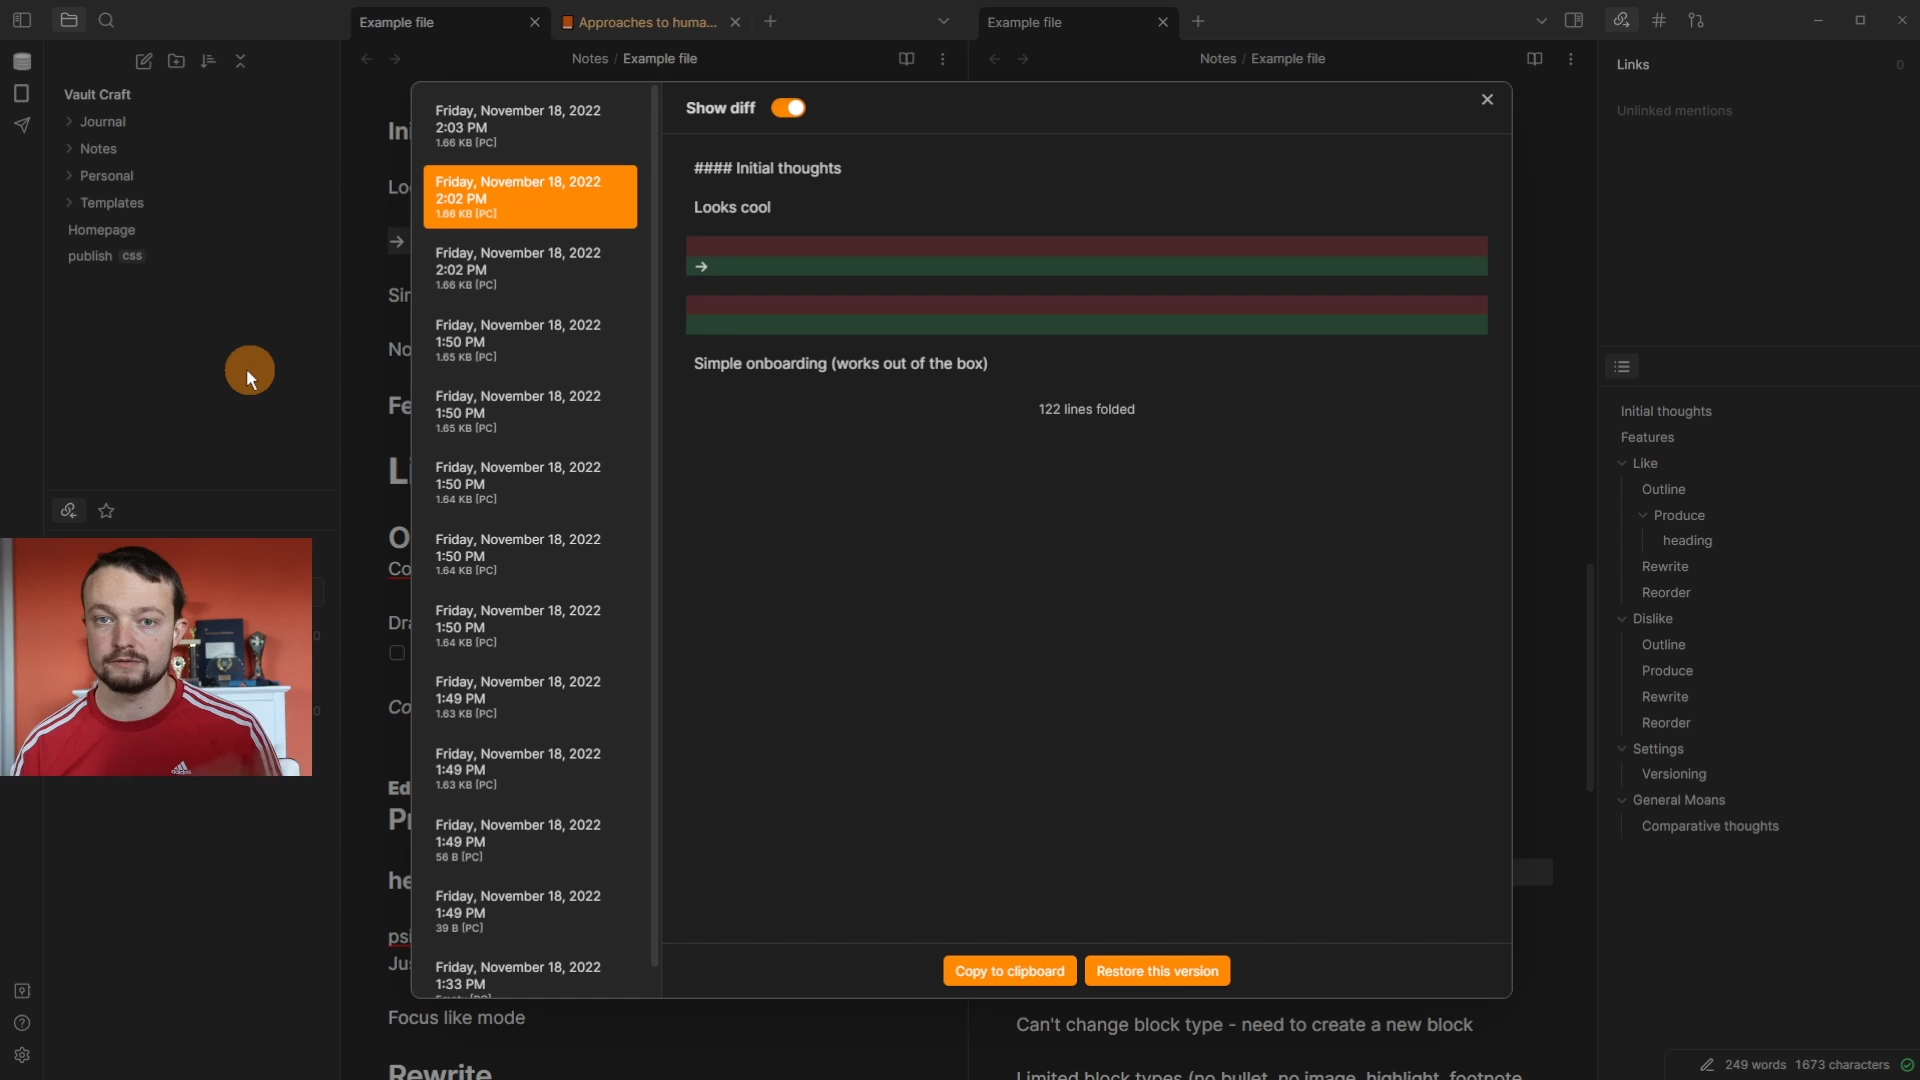 Example file
Approaches to huma...
Example file
Notes / Example file
Notes / Example file
Vault Craft
Journal
Notes
Personal
Templates
Homepage
publish css
Friday, November 18, 2022
2:03 PM
1.66 KB [PC]
Friday, November 18, 2022
2:02 PM
1.66 KB [PC]
Friday, November 18, 2022
2:02 PM
1.66 KB [PC]
Friday, November 18, 2022
1:50 PM
1.65 KB [PC]
Friday, November 18, 2022
1:50 PM
1.65 KB [PC]
Friday, November 18, 2022
1:50 PM
1.64 KB [PC]
Friday, November 18, 2022
1:50 PM
1.64 KB [PC]
Friday, November 18, 2022
1:50 PM
1.64 KB [PC]
Friday, November 18, 2022
1:49 PM
1.63 KB [PC]
Friday, November 18, 2022
1:49 PM
1.63 KB [PC]
Friday, November 18, 2022
1:49 PM
56 B [PC]
Friday, November 18, 2022
1:49 PM
39 B [PC]
Friday, November 18, 2022
1:33 PM
Show diff
#### Initial thoughts
Looks cool
→
Simple onboarding (works out of the box)
122 lines folded
Copy to clipboard
Restore this version
Focus like mode
Rewrite
Can't change block type - need to create a new block
Limited block types (no bullet, no image, highlight, footnote
Links
0
Unlinked mentions
Initial thoughts
Features
Like
Outline
Produce
heading
Rewrite
Reorder
Dislike
Outline
Produce
Rewrite
Reorder
Settings
Versioning
General Moans
Comparative thoughts
249 words 1673 characters
adidas